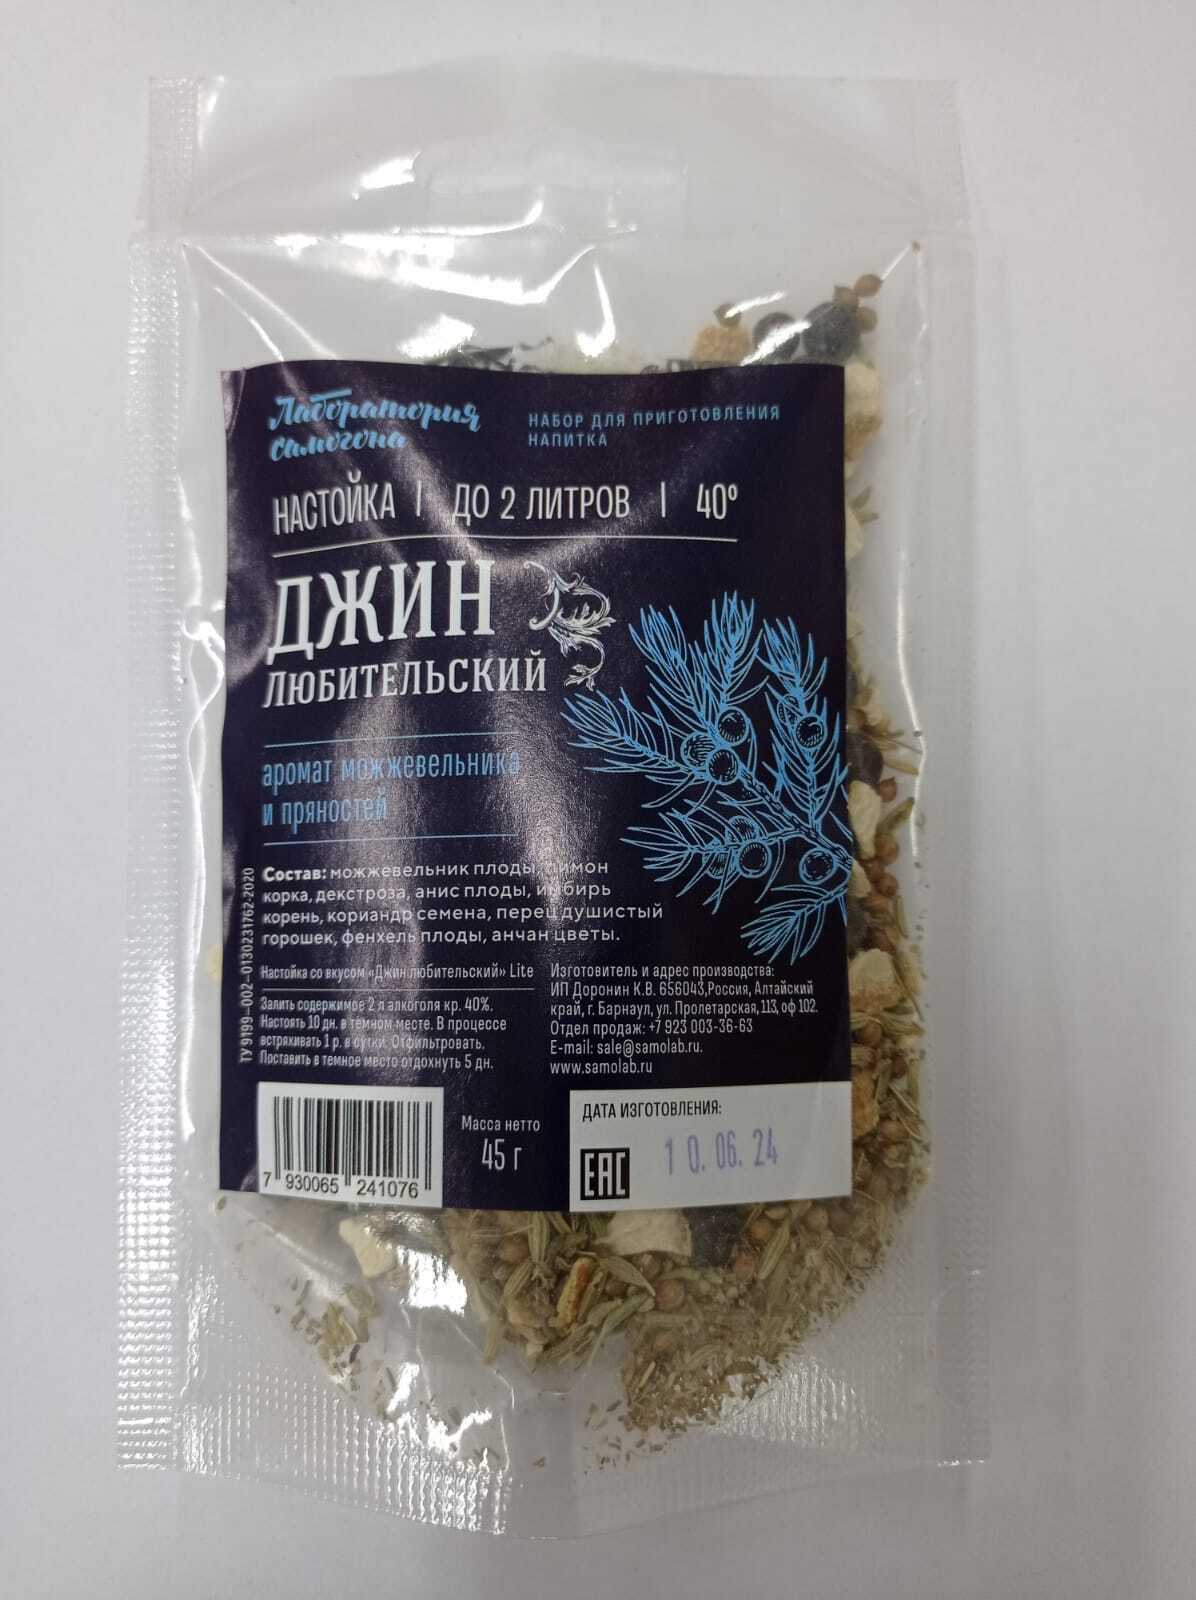 Лаборатория
самогона
НАБОР ДЛЯ ПРИГОТОВЛЕНИЯ
НАПИТКА
НАСТОЙКА | ДО 2 ЛИТРОВ | 40°
ДЖИН
ЛЮБИТЕЛЬСКИЙ
аромат можжевельника
и пряностей
Состав: можжевельник плоды, лимон
корка, декстроза, анис плоды, имбирь
корень, кориандр семена, перец душистый
горошек, фенхель плоды, анчан цветы.
ТУ 9199-002-0130231762-2020
Настойка со вкусом «Джин любительский» Lite
Залить содержимое 2 л алкоголя кр. 40%.
Настоять 10 дн. в темном месте. В процессе
встряхивать 1 р. в сутки. Отфильтровать.
Поставить в темное место отдохнуть 5 дн.
Изготовитель и адрес производства:
ИП Доронин К.В. 656043,Россия, Алтайский
край, г. Барнаул, ул. Пролетарская, 113, оф 102.
Отдел продаж: +7 923 003-36-63
E-mail: sale@samolab.ru.
www.samolab.ru
7 930065 241076
Масса нетто
45 г
ДАТА ИЗГОТОВЛЕНИЯ:
10.06.24
EAC